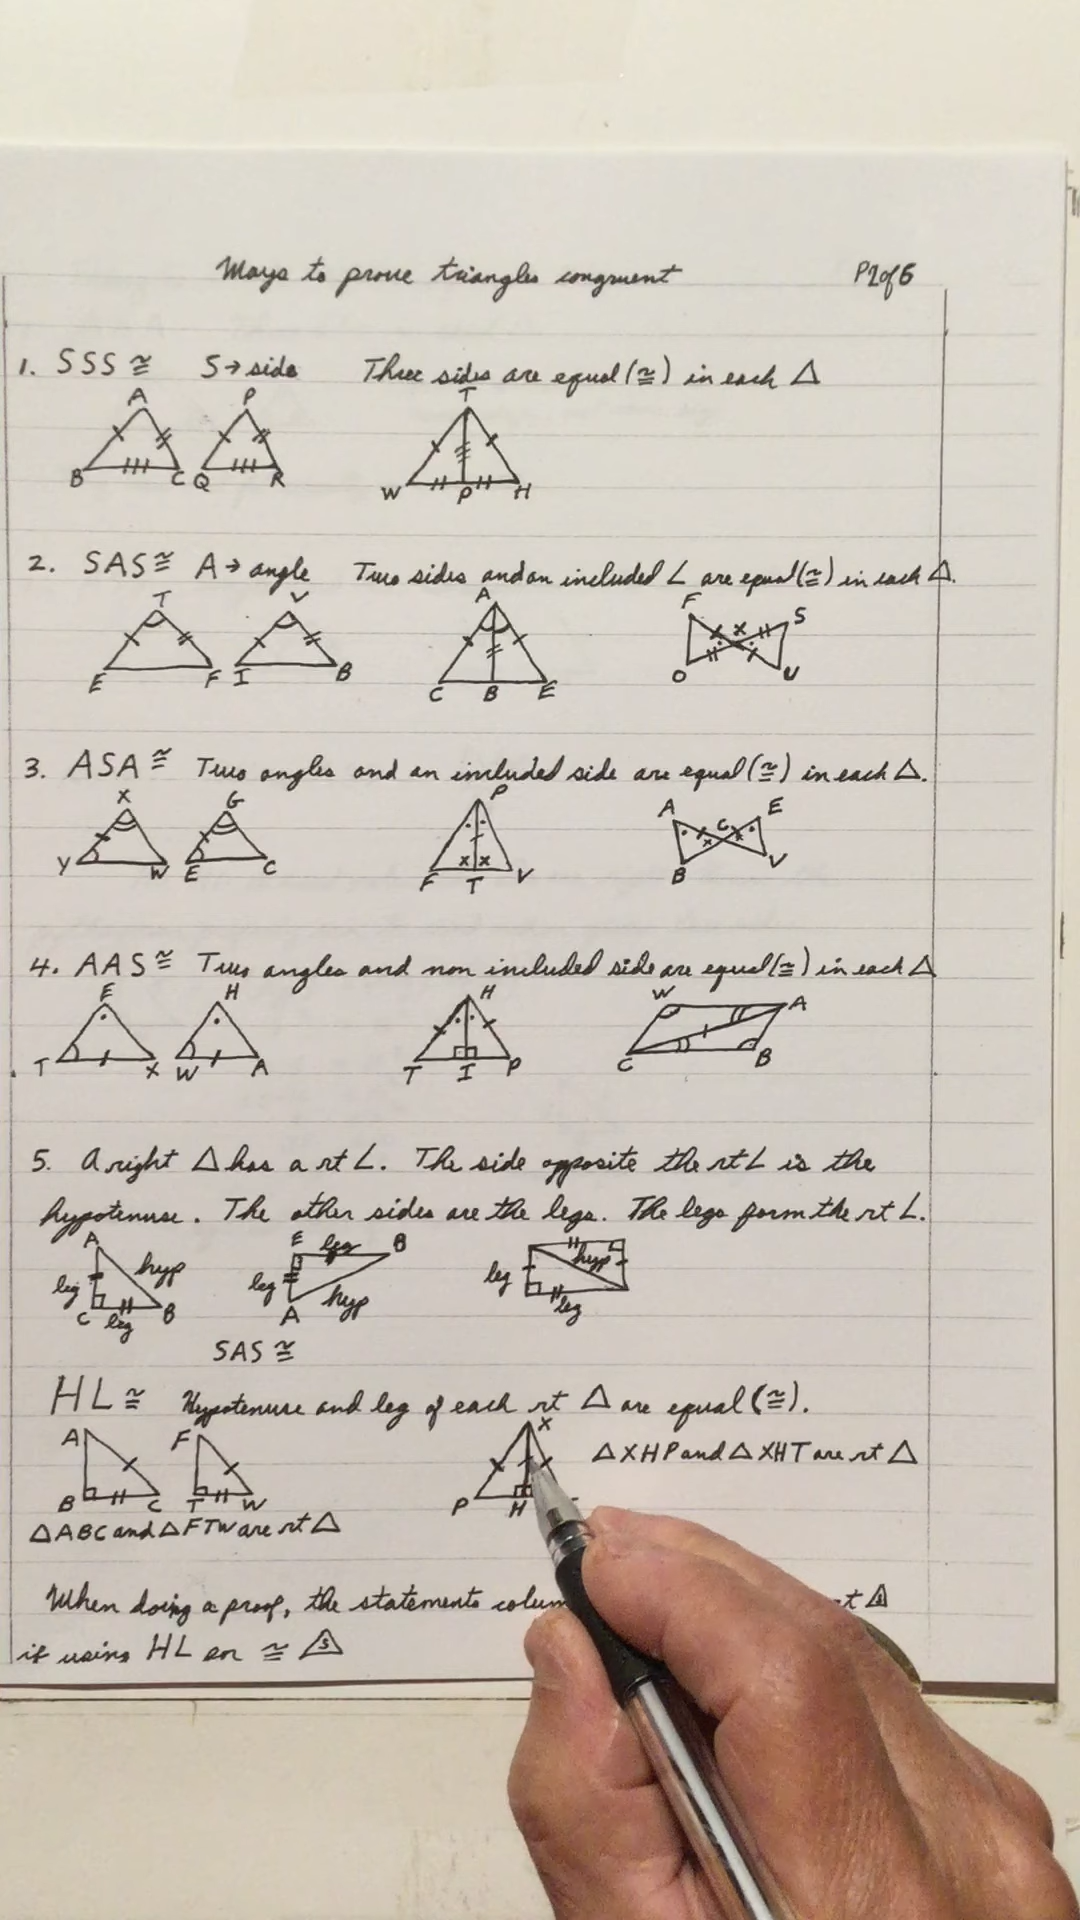 Ways to prove triangles congruent P2of6
1. SSS ≅ S→side Three sides are equal(≅) in each △
A P T
B C Q R W P H
2. SAS ≅ A→angle Two sides and an included ∠ are equal(≅) in each △.
T V A F S
E F I B C B E O U
3. ASA ≅ Two angles and an included side are equal(≅) in each △.
X G P A C E
Y W E C F T V B V
4. AAS ≅ Two angles and non included side are equal(≅) in each △
E H H W A
T X W A T I P C B
5. A right △ has a rt ∠. The side opposite the rt ∠ is the
hypotenuse. The other sides are the legs. The legs form the rt ∠.
A E leg B
leg hyp leg hyp leg hyp
C leg B A leg
SAS ≅
HL ≅ Hypotenuse and leg of each rt △ are equal(≅).
A F X △XHP and △XHT are rt △
B C T W P H
△ABC and △FTW are rt △
When doing a proof, the statements colum
if using HL or ≅ △s